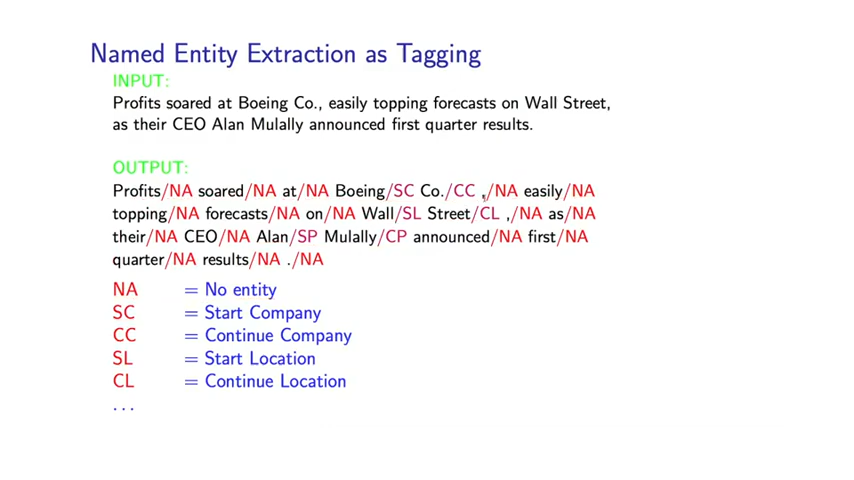 Named Entity Extraction as Tagging
INPUT:
Profits soared at Boeing Co., easily topping forecasts on Wall Street,
as their CEO Alan Mulally announced first quarter results.
OUTPUT:
Profits/NA soared/NA at/NA Boeing/SC Co./CC ,/NA easily/NA
topping/NA forecasts/NA on/NA Wall/SL Street/CL ,/NA as/NA
their/NA CEO/NA Alan/SP Mulally/CP announced/NA first/NA
quarter/NA results/NA ./NA
NA = No entity
SC = Start Company
CC = Continue Company
SL = Start Location
CL = Continue Location
...